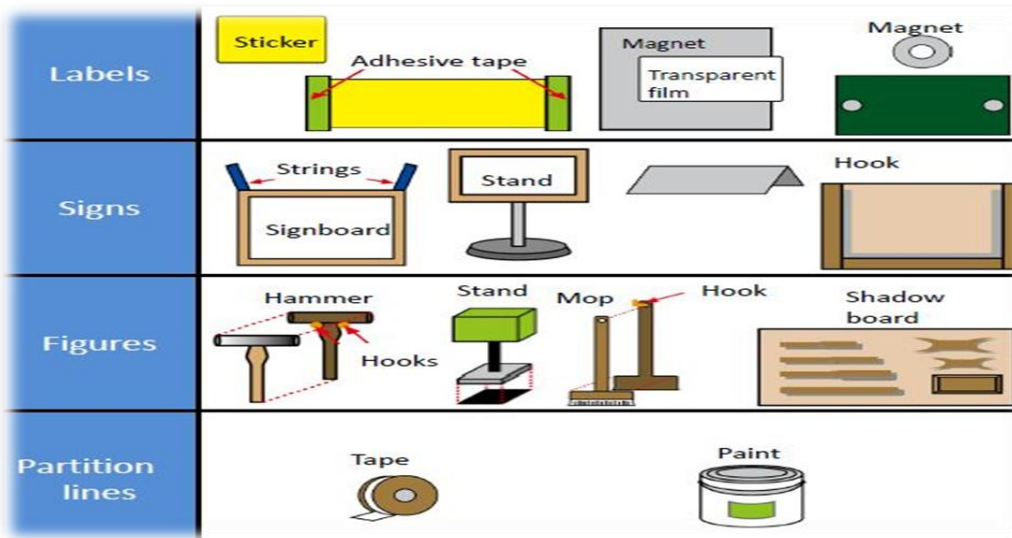 Labels
Sticker
Adhesive tape
Magnet
Transparent
film
Magnet
Signs
Strings
Signboard
Stand
Hook
Figures
Hammer
Hooks
Stand
Mop
Hook
Shadow
board
Partition
lines
Tape
Paint